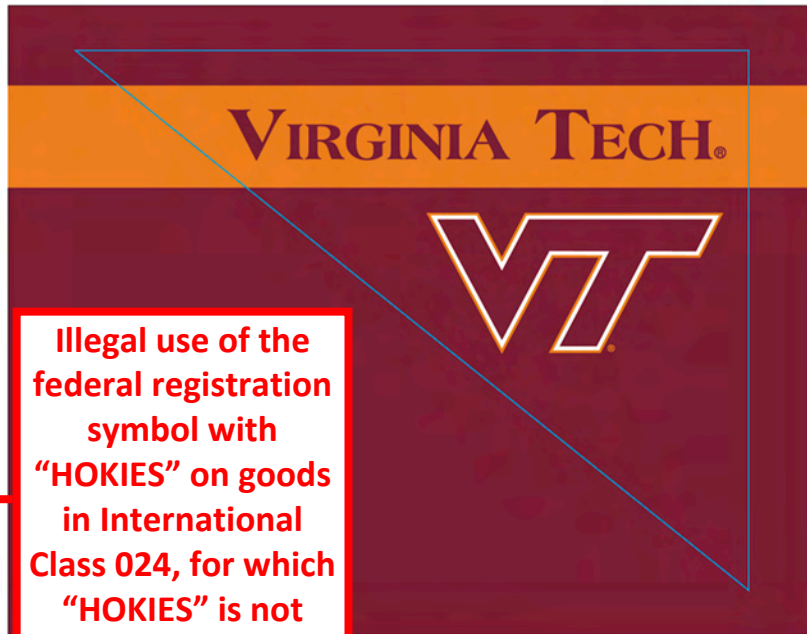 VIRGINIA TECH®
VT®
Illegal use of the
federal registration
symbol with
“HOKIES” on goods
in International
Class 024, for which
“HOKIES” is not